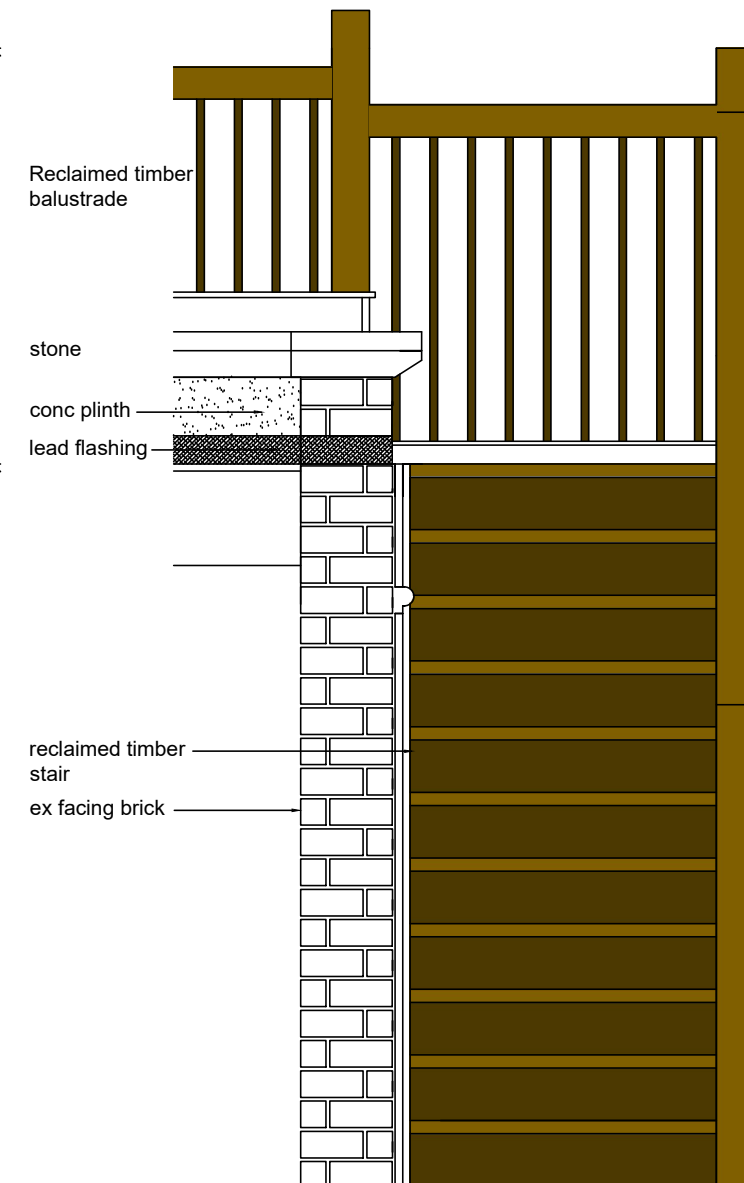 Reclaimed timber
balustrade
stone
conc plinth
lead flashing
reclaimed timber
stair
ex facing brick